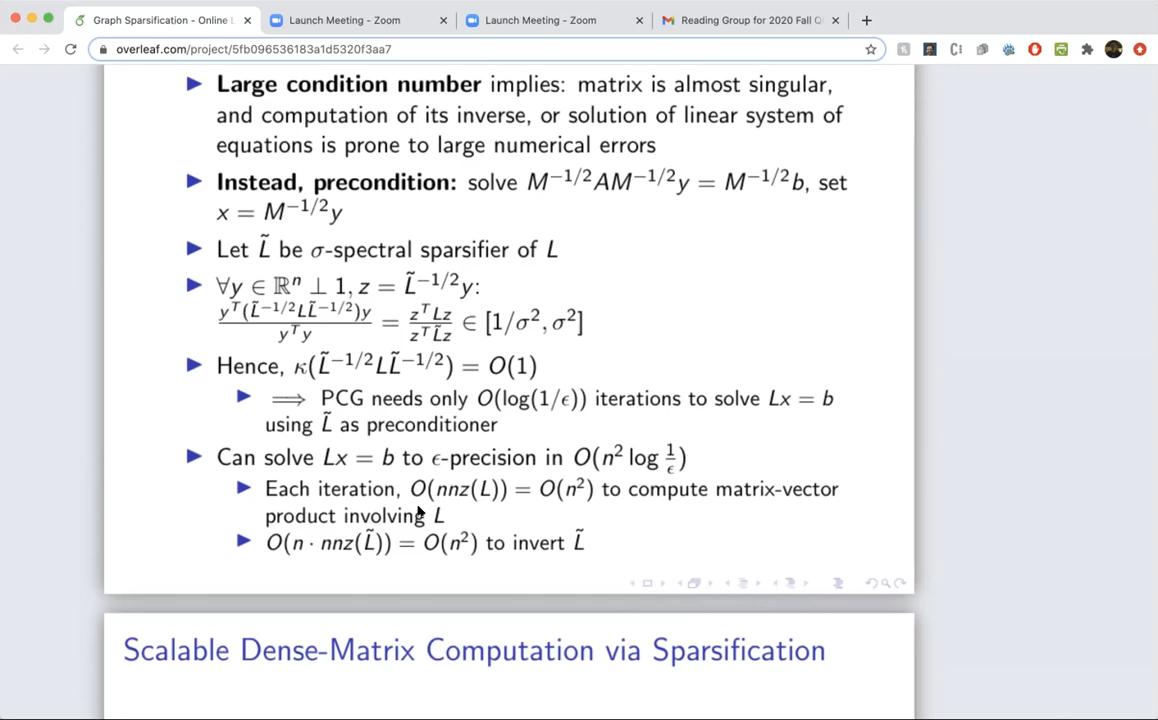 Graph Sparsification - Online L
Launch Meeting - Zoom
Launch Meeting - Zoom
Reading Group for 2020 Fall Q
overleaf.com/project/5fb096536183a1d5320f3aa7
▶ Large condition number implies: matrix is almost singular,
and computation of its inverse, or solution of linear system of
equations is prone to large numerical errors
▶ Instead, precondition: solve M^{−1/2}AM^{−1/2}y = M^{−1/2}b, set
x = M^{−1/2}y
▶ Let L̃ be σ-spectral sparsifier of L
▶ ∀y ∈ ℝⁿ ⊥ 1, z = L̃^{−1/2}y:
y^T(L̃^{−1/2}LL̃^{−1/2})y / y^Ty = z^TLz / z^TL̃z ∈ [1/σ², σ²]
▶ Hence, κ(L̃^{−1/2}LL̃^{−1/2}) = O(1)
▶ ⟹ PCG needs only O(log(1/ϵ)) iterations to solve Lx = b
using L̃ as preconditioner
▶ Can solve Lx = b to ϵ-precision in O(n² log 1/ϵ)
▶ Each iteration, O(nnz(L)) = O(n²) to compute matrix-vector
product involving L
▶ O(n · nnz(L̃)) = O(n²) to invert L̃
Scalable Dense-Matrix Computation via Sparsification